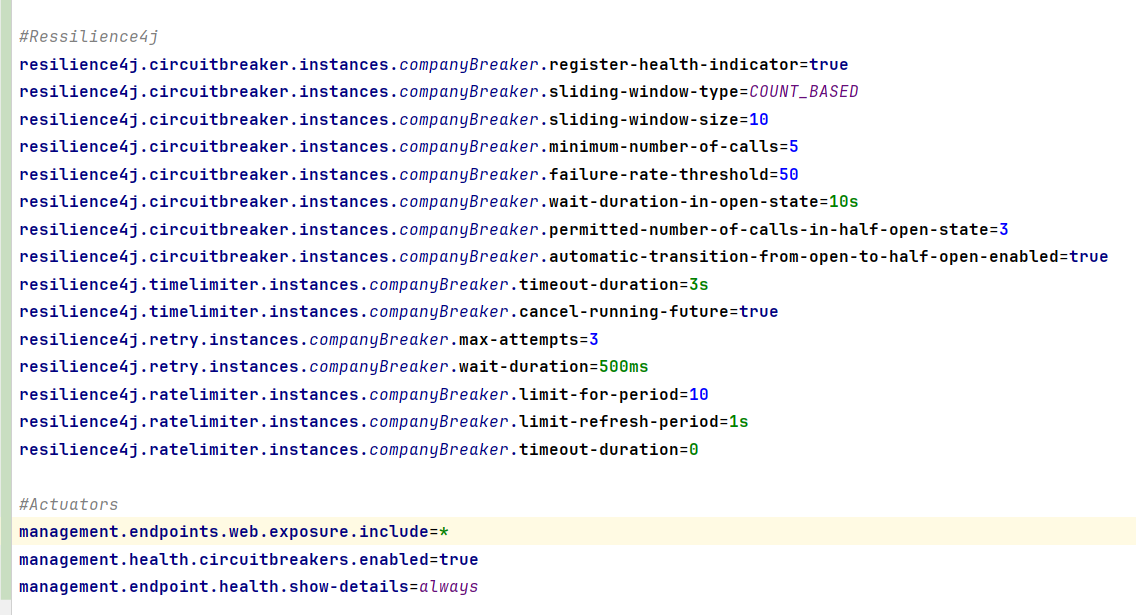 #Ressilience4j
resilience4j.circuitbreaker.instances.companyBreaker.register-health-indicator=true
resilience4j.circuitbreaker.instances.companyBreaker.sliding-window-type=COUNT_BASED
resilience4j.circuitbreaker.instances.companyBreaker.sliding-window-size=10
resilience4j.circuitbreaker.instances.companyBreaker.minimum-number-of-calls=5
resilience4j.circuitbreaker.instances.companyBreaker.failure-rate-threshold=50
resilience4j.circuitbreaker.instances.companyBreaker.wait-duration-in-open-state=10s
resilience4j.circuitbreaker.instances.companyBreaker.permitted-number-of-calls-in-half-open-state=3
resilience4j.circuitbreaker.instances.companyBreaker.automatic-transition-from-open-to-half-open-enabled=true
resilience4j.timelimiter.instances.companyBreaker.timeout-duration=3s
resilience4j.timelimiter.instances.companyBreaker.cancel-running-future=true
resilience4j.retry.instances.companyBreaker.max-attempts=3
resilience4j.retry.instances.companyBreaker.wait-duration=500ms
resilience4j.ratelimiter.instances.companyBreaker.limit-for-period=10
resilience4j.ratelimiter.instances.companyBreaker.limit-refresh-period=1s
resilience4j.ratelimiter.instances.companyBreaker.timeout-duration=0
#Actuators
management.endpoints.web.exposure.include=*
management.health.circuitbreakers.enabled=true
management.endpoint.health.show-details=always